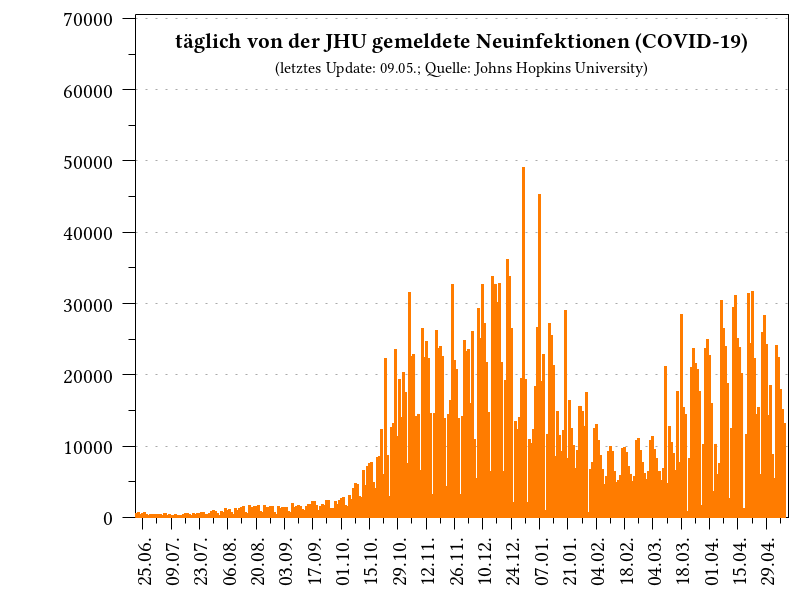 täglich von der JHU gemeldete Neuinfektionen (COVID-19)
(letztes Update: 09.05.; Quelle: Johns Hopkins University)
70000
60000
50000
40000
30000
20000
10000
0
25.06. 09.07. 23.07. 06.08. 20.08. 03.09. 17.09. 01.10. 15.10. 29.10. 12.11. 26.11. 10.12. 24.12. 07.01. 21.01. 04.02. 18.02. 04.03. 18.03. 01.04. 15.04. 29.04.